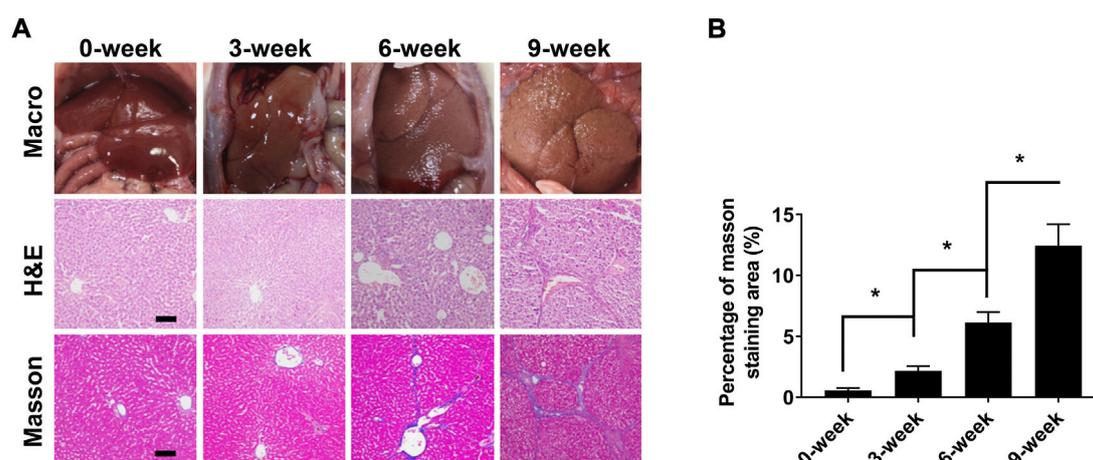 A
0-week 3-week 6-week 9-week
Macro
H&E
Masson
B
Percentage of masson
staining area (%)
15
10
5
0
*
*
*
0-week 3-week 6-week 9-week